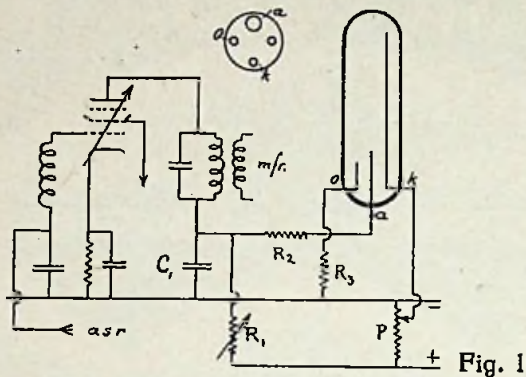 a
o
k
m/r.
o
k
a
R₂
R₃
C₁
asr
R₁
P
−
+
Fig. 1